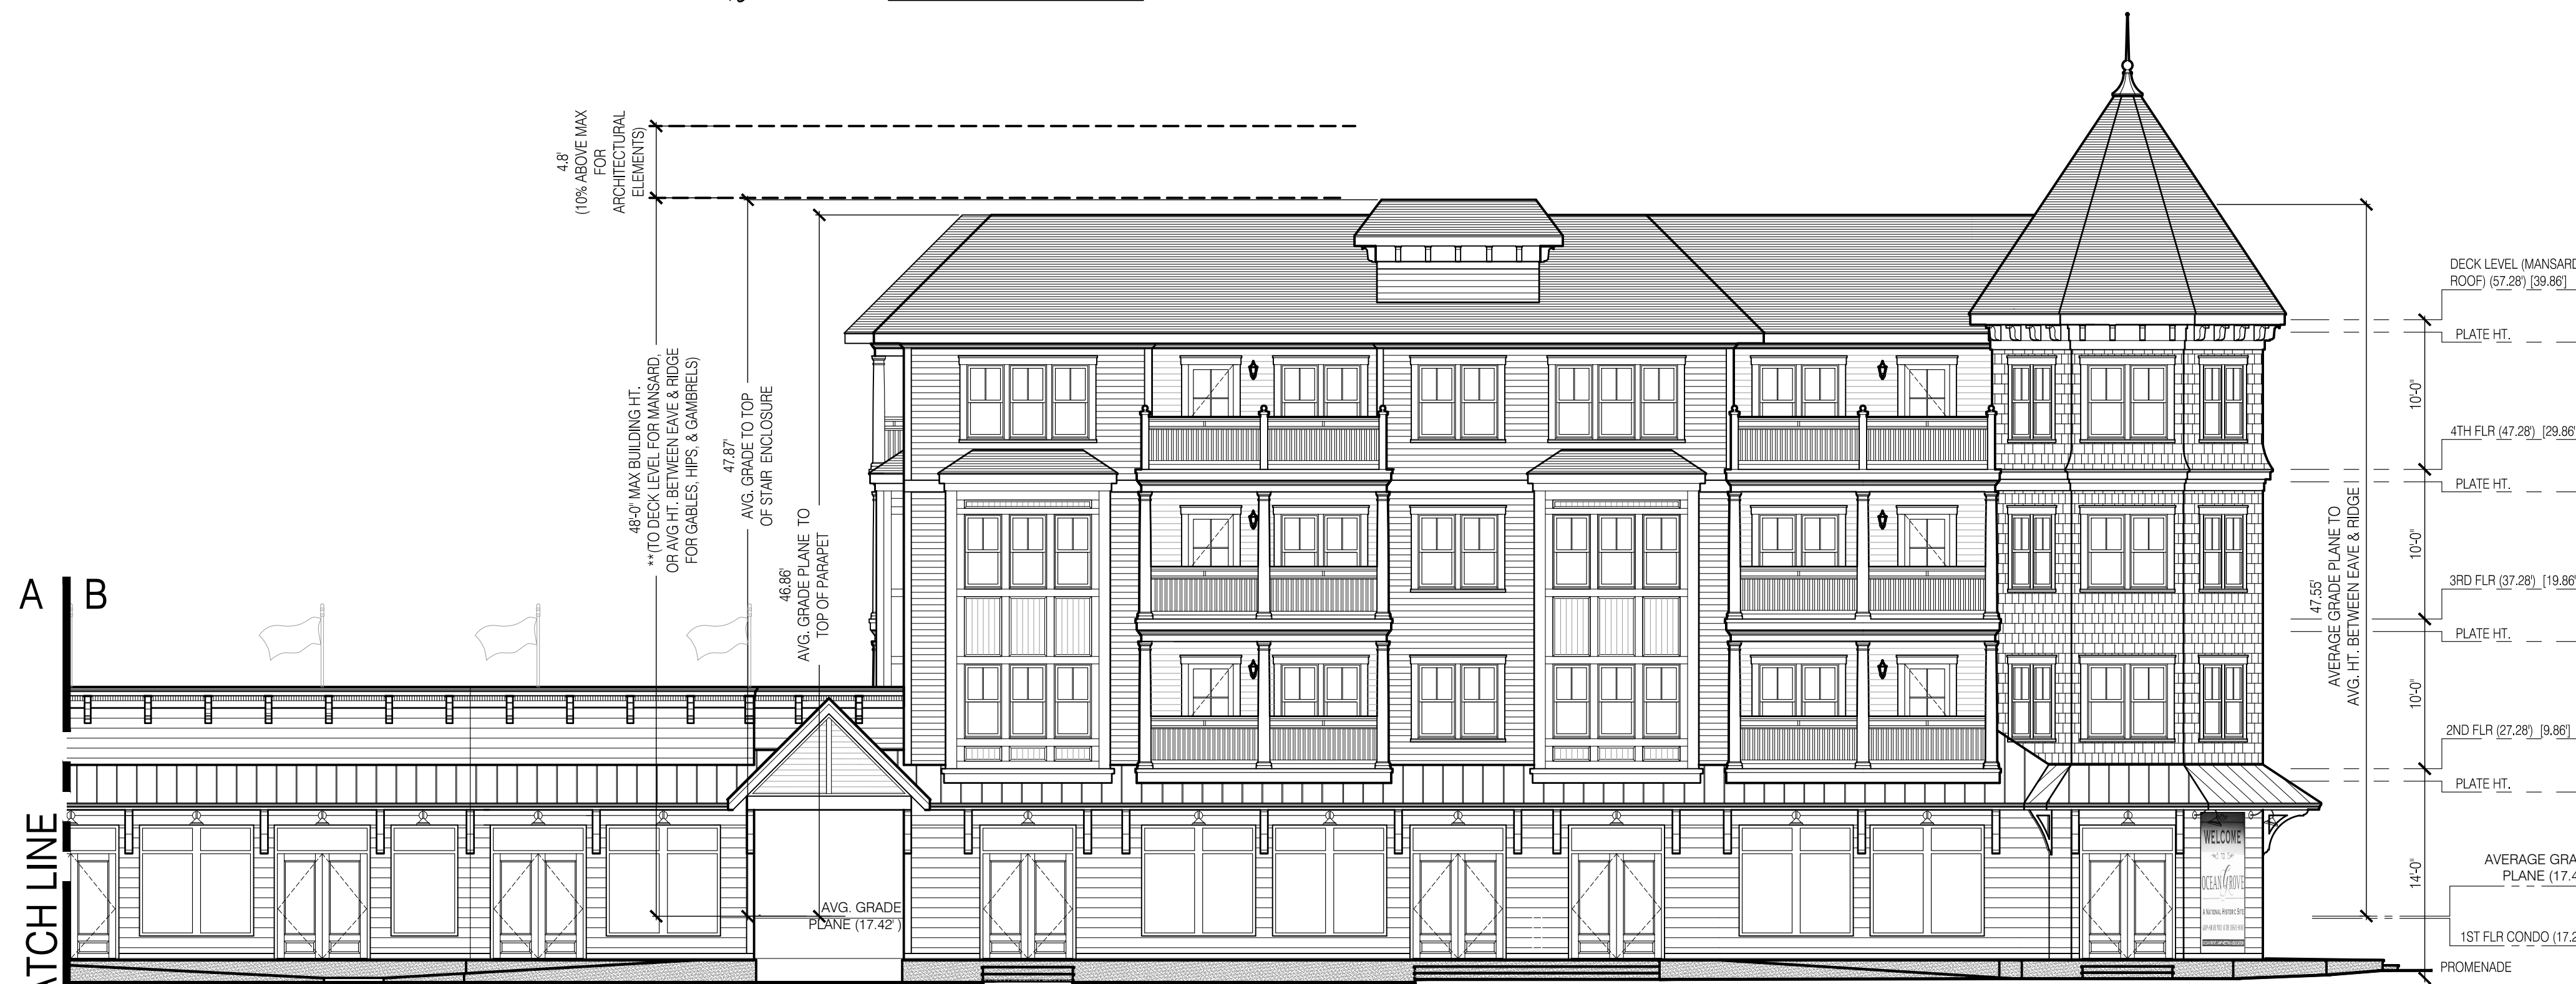 4.8'
(10% ABOVE MAX
FOR
ARCHITECTURAL
ELEMENTS)
48'-0" MAX BUILDING HT.
**(TO DECK LEVEL FOR MANSARD,
OR AVG HT. BETWEEN EAVE & RIDGE
FOR GABLES, HIPS, & GAMBRELS)
47.87'
AVG. GRADE TO TOP
OF STAIR ENCLOSURE
46.86'
AVG. GRADE PLANE TO
TOP OF PARAPET
A B
ATCH LINE
AVG. GRADE
PLANE (17.42')
WELCOME
TO
OCEAN GROVE
A NATIONAL HISTORIC SITE
47.55'
AVERAGE GRADE PLANE TO
AVG. HT. BETWEEN EAVE & RIDGE
DECK LEVEL (MANSARD
ROOF) (57.28') [39.86']
PLATE HT.
10'-0"
4TH FLR (47.28') [29.86'
PLATE HT.
10'-0"
3RD FLR (37.28') [19.86'
PLATE HT.
10'-0"
2ND FLR (27.28') [9.86']
PLATE HT.
14'-0"
AVERAGE GRA
PLANE (17.4
1ST FLR CONDO (17.2
PROMENADE